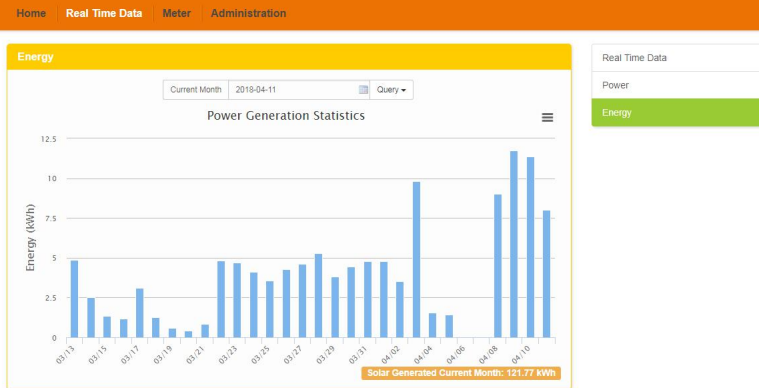 Home Real Time Data Meter Administration
Energy
Current Month 2018-04-11 Query
Power Generation Statistics
Energy (kWh)
12.5
10
7.5
5
2.5
0
03/13 03/15 03/17 03/19 03/21 03/23 03/25 03/27 03/29 03/31 04/02 04/04 04/06 04/08 04/10
Solar Generated Current Month: 121.77 kWh
Real Time Data
Power
Energy